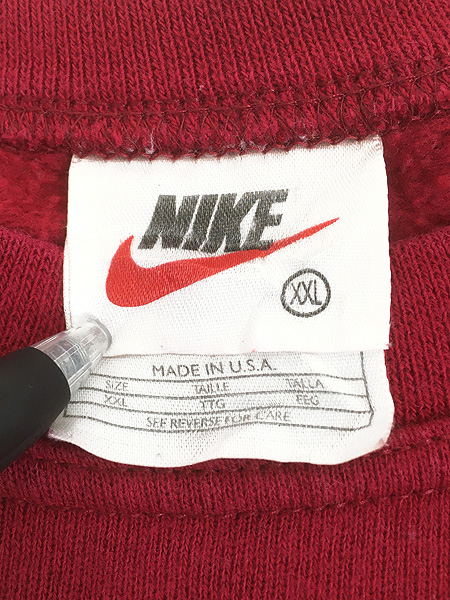 NIKE
XXL
MADE IN U.S.A.
SIZE TAILLE TALLA
XXL TTG EEG
SEE REVERSE FOR CARE